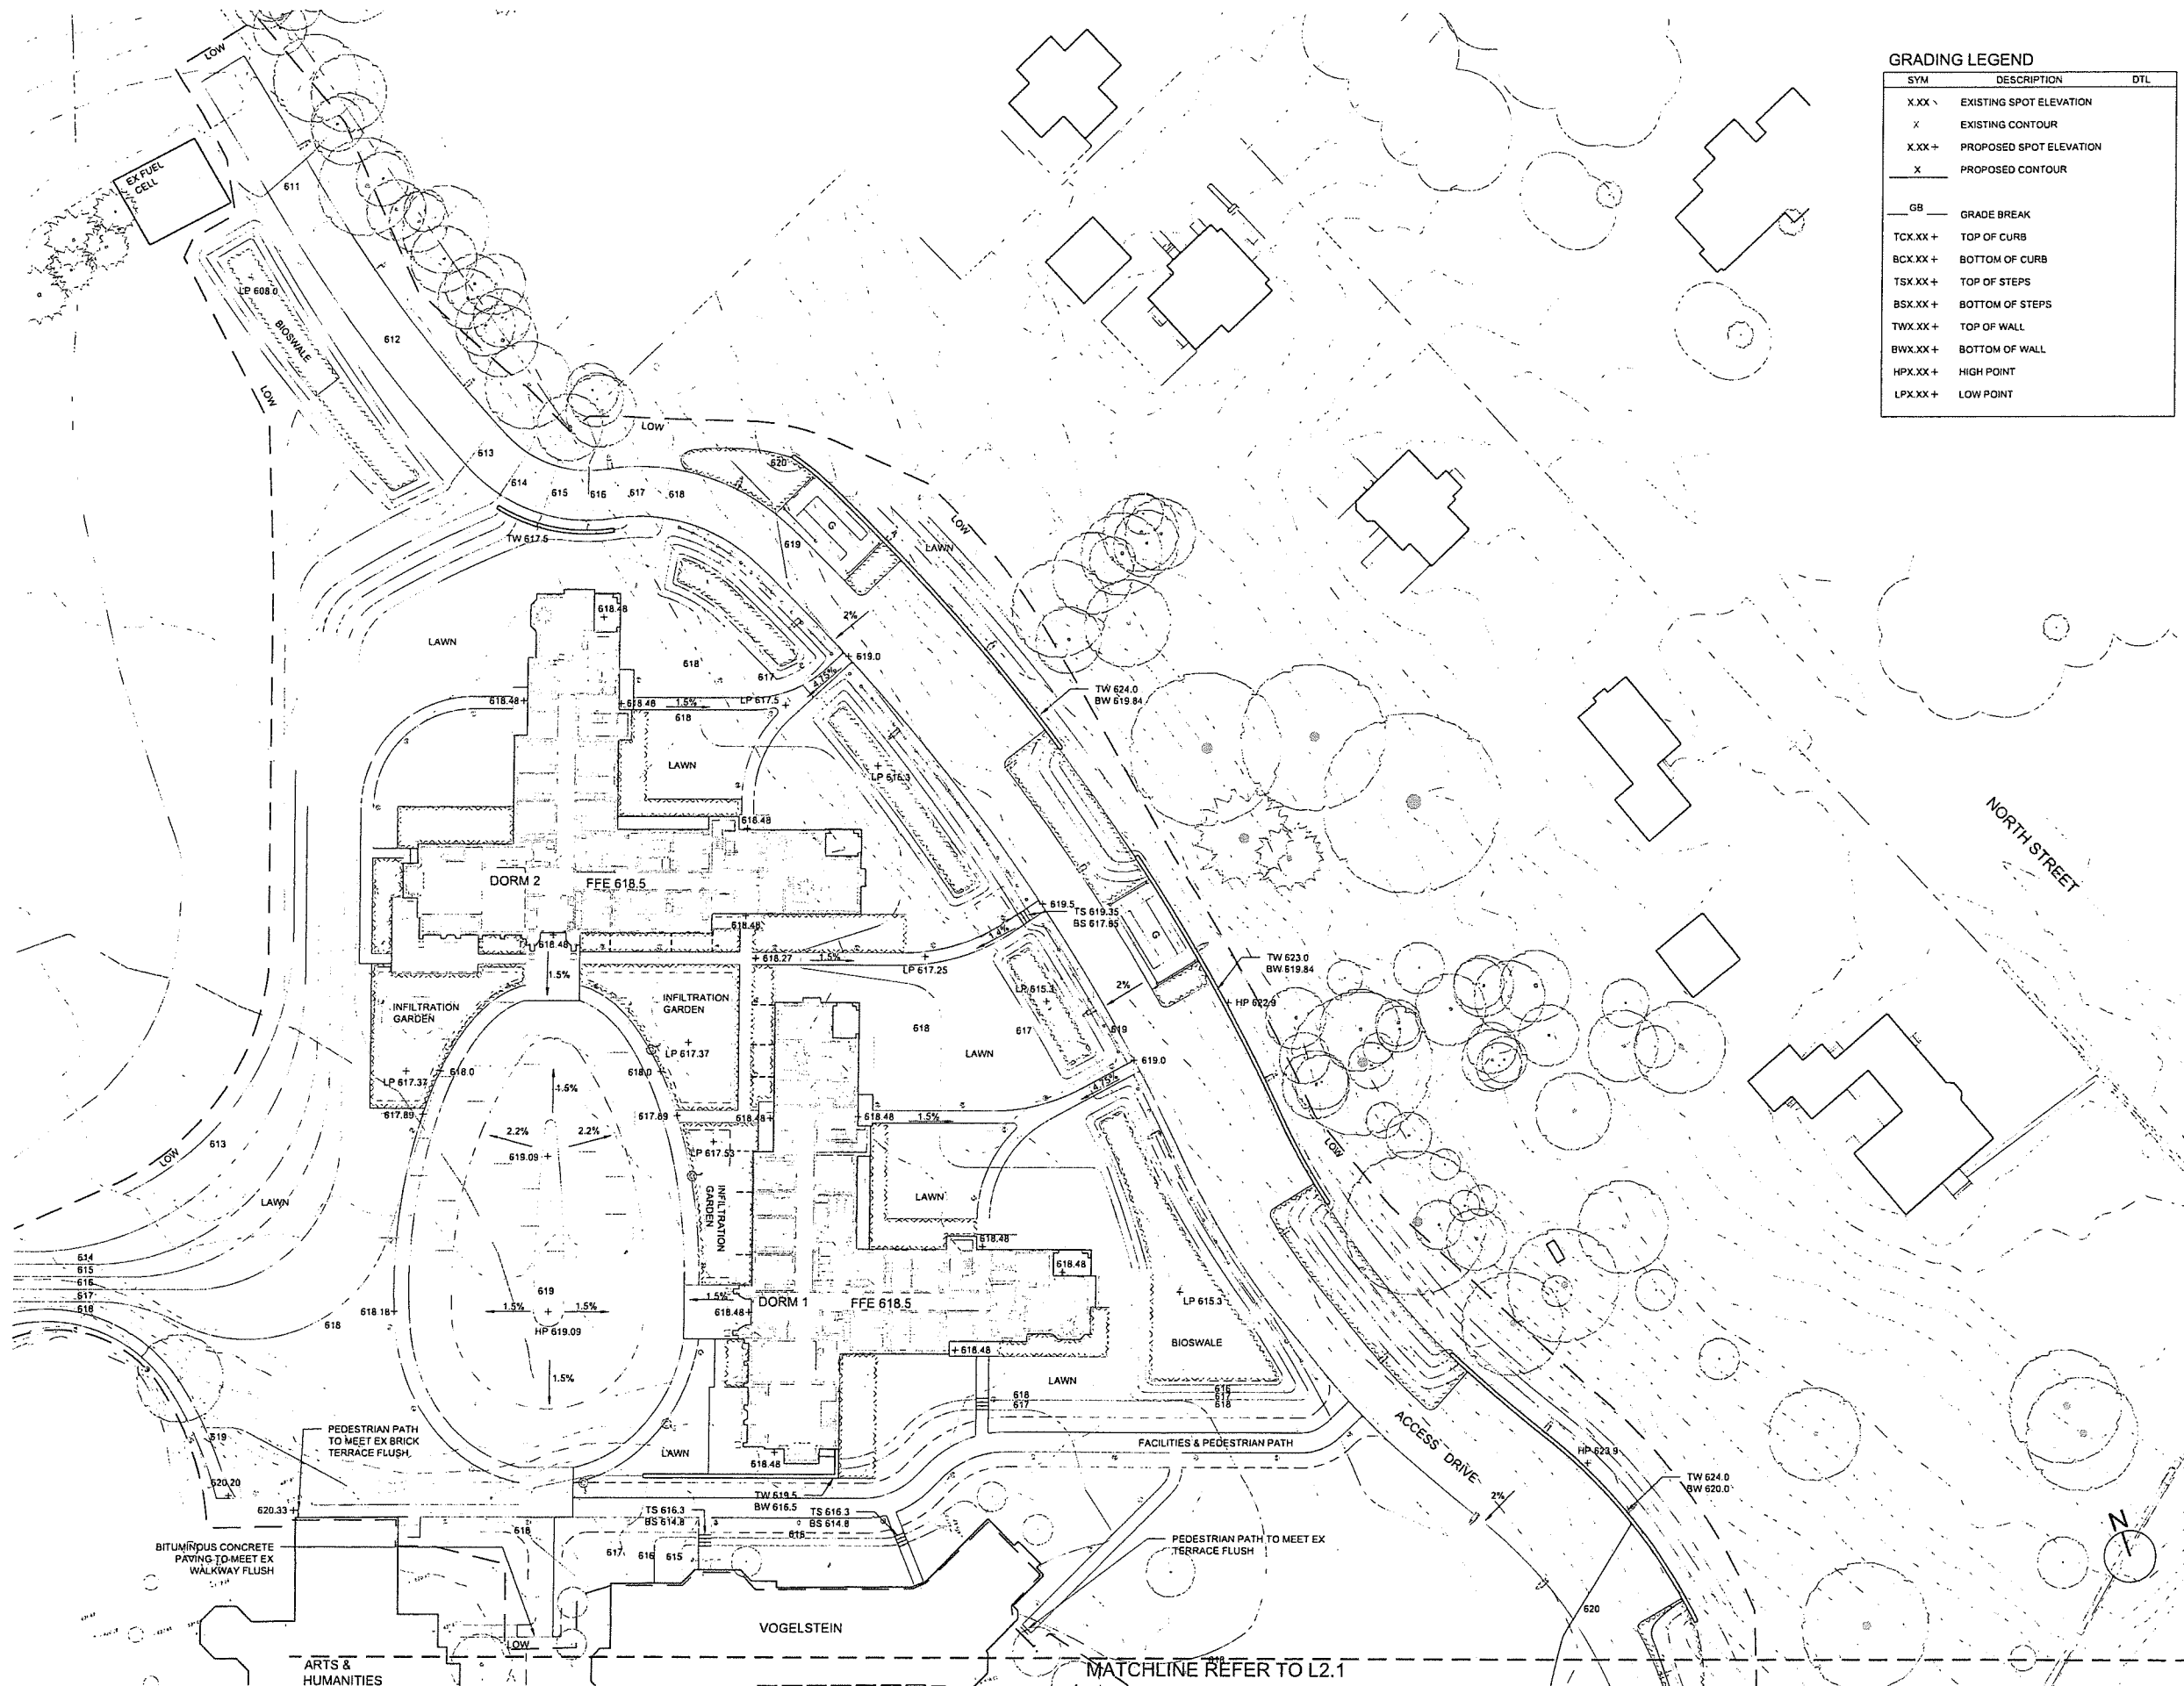 GRADING LEGEND
SYM DESCRIPTION DTL
X.XX EXISTING SPOT ELEVATION
X EXISTING CONTOUR
X.XX + PROPOSED SPOT ELEVATION
X PROPOSED CONTOUR
GB GRADE BREAK
TCX.XX + TOP OF CURB
BCX.XX + BOTTOM OF CURB
TSX.XX + TOP OF STEPS
BSX.XX + BOTTOM OF STEPS
TWX.XX + TOP OF WALL
BWX.XX + BOTTOM OF WALL
HPX.XX + HIGH POINT
LPX.XX + LOW POINT
LOW
EX FUEL
CELL
611
LP 608.0
BIOSWALE
612
LOW
LOW
613
620
614
615
616
617
618
G
TW 617.5
619
LOW
LAWN
618.48
2%
LAWN
618
619.0
617
4.75%
TW 624.0
BW 619.84
618.48
618.48
1.5%
LP 617.5
618
LAWN
LP 616.3
618.48
NORTH STREET
DORM 2
FFE 618.5
619.5
TS 619.35
BS 617.85
618.48
618.48
1.4%
G
618.27
1.5%
LP 617.25
TW 623.0
BW 619.84
1.5%
2%
LP 615.3
HP 622.9
INFILTRATION
GARDEN
INFILTRATION
GARDEN
618
617
619
LAWN
LP 617.37
618.0
618.0
LP 617.37
619.0
4.75%
1.5%
617.89
617.89
618.48
618.48
1.5%
2.2%
2.2%
619.09
LP 617.53
613
LOW
LOW
LAWN
INFILTRATION
GARDEN
LAWN
618.48
614
615
616
617
618
618.48
619
1.5%
1.5%
HP 619.09
618.18
618
1.5%
618.48
DORM 1
FFE 618.5
LP 615.3
BIOSWALE
618.48
1.5%
LAWN
618
617
616
617
618
PEDESTRIAN PATH
TO MEET EX BRICK
TERRACE FLUSH
619
LAWN
618.48
FACILITIES & PEDESTRIAN PATH
ACCESS DRIVE
HP 623.9
620.20
620.33
TW 619.5
BW 616.5
TS 616.3
BS 614.8
TS 616.3
BS 614.8
616
TW 624.0
BW 620.0
2%
618
617
616
615
BITUMINOUS CONCRETE
PAVING TO MEET EX
WALKWAY FLUSH
PEDESTRIAN PATH TO MEET EX
TERRACE FLUSH
N
620
VOGELSTEIN
LOW
ARTS &
HUMANITIES
MATCHLINE REFER TO L2.1